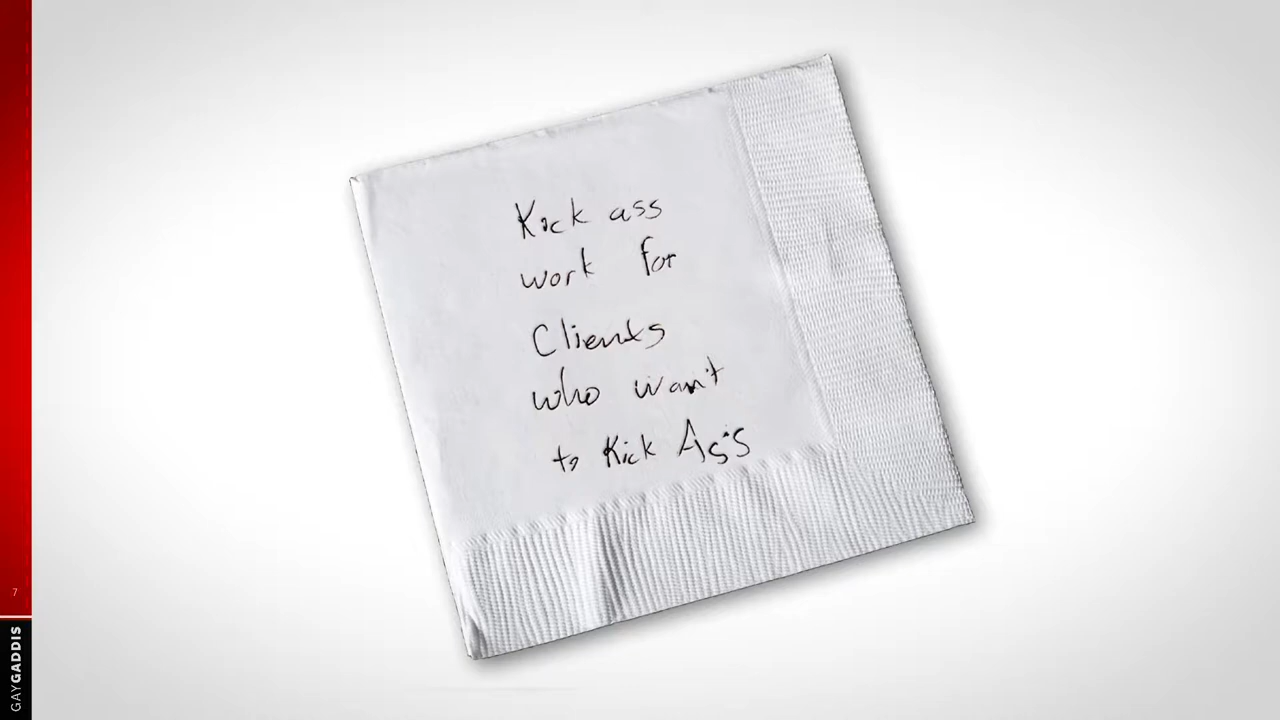 Kick ass
work for
Clients
who want
to Kick Ass
7
GAYGADDIS